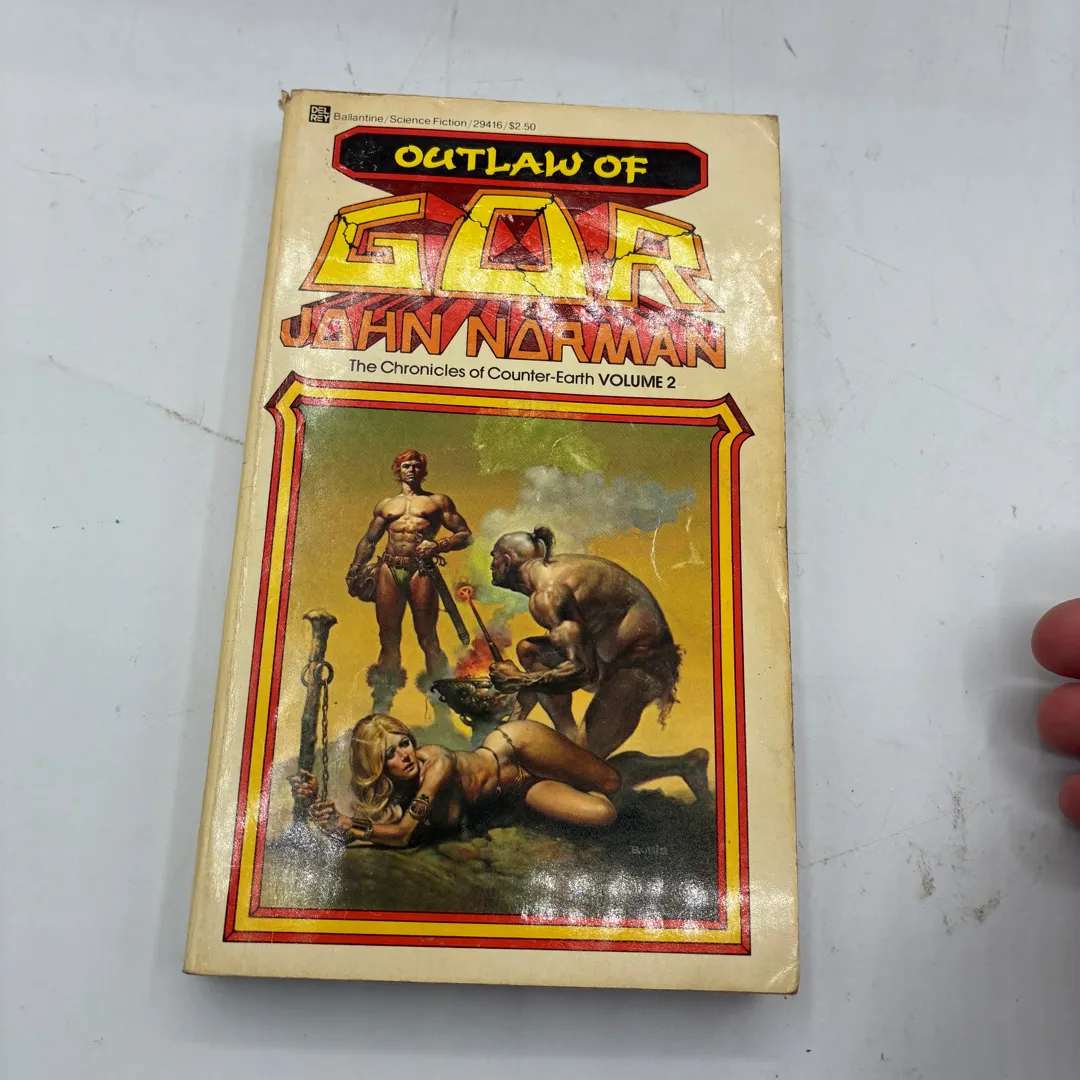 DEL REY
Ballantine/Science Fiction/29416/$2.50
OUTLAW OF
GOR
JOHN NORMAN
The Chronicles of Counter-Earth VOLUME 2
Boris